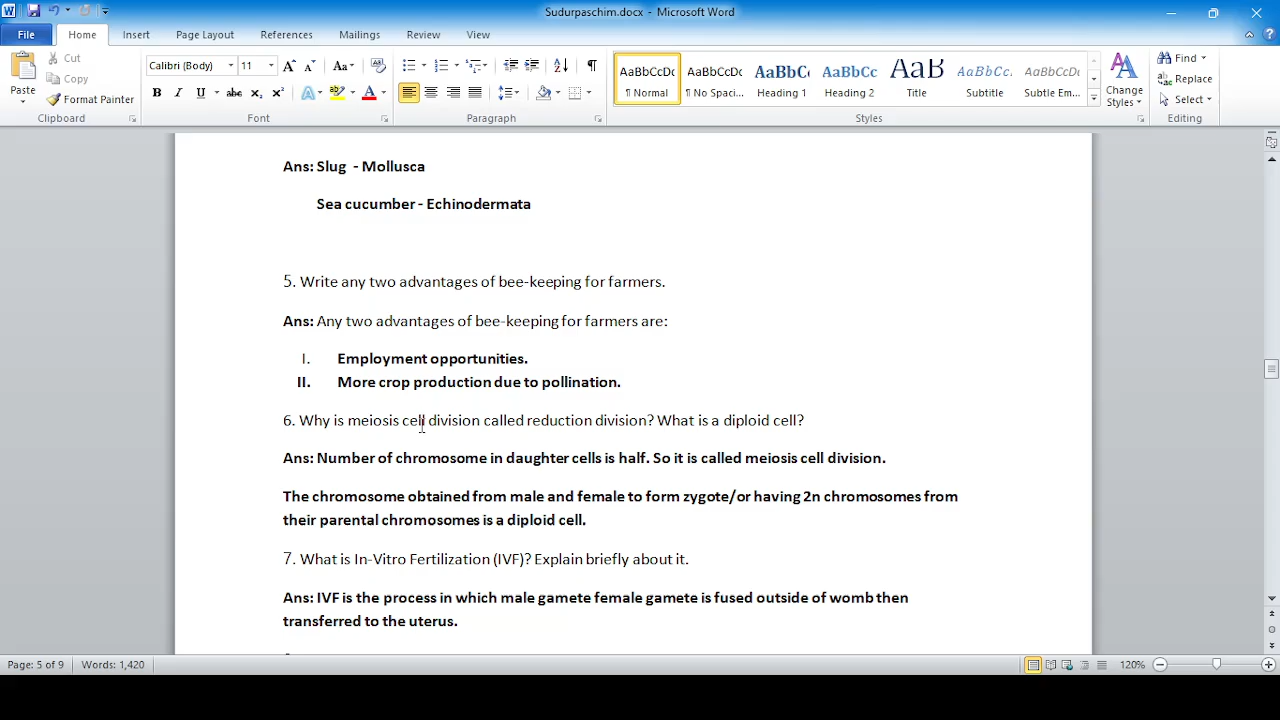 Sudurpaschim.docx - Microsoft Word
File Home Insert Page Layout References Mailings Review View
Paste Cut Copy Format Painter Clipboard
Calibri (Body) 11 Font
Paragraph
AaBbCcDc ¶ Normal
AaBbCcDc ¶ No Spaci...
AaBbC Heading 1
AaBbCc Heading 2
AaB Title
AaBbCc. Subtitle
AaBbCcDc Subtle Em...
Change Styles
Styles
Find Replace Select Editing
Ans: Slug - Mollusca
Sea cucumber - Echinodermata
5. Write any two advantages of bee-keeping for farmers.
Ans: Any two advantages of bee-keeping for farmers are:
I. Employment opportunities.
II. More crop production due to pollination.
6. Why is meiosis cell division called reduction division? What is a diploid cell?
Ans: Number of chromosome in daughter cells is half. So it is called meiosis cell division.
The chromosome obtained from male and female to form zygote/or having 2n chromosomes from
their parental chromosomes is a diploid cell.
7. What is In-Vitro Fertilization (IVF)? Explain briefly about it.
Ans: IVF is the process in which male gamete female gamete is fused outside of womb then
transferred to the uterus.
Page: 5 of 9 Words: 1,420 120%